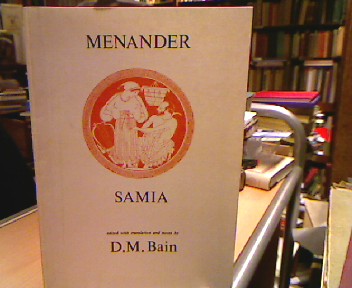 MENANDER
SAMIA
edited with translation and notes by
D.M. Bain